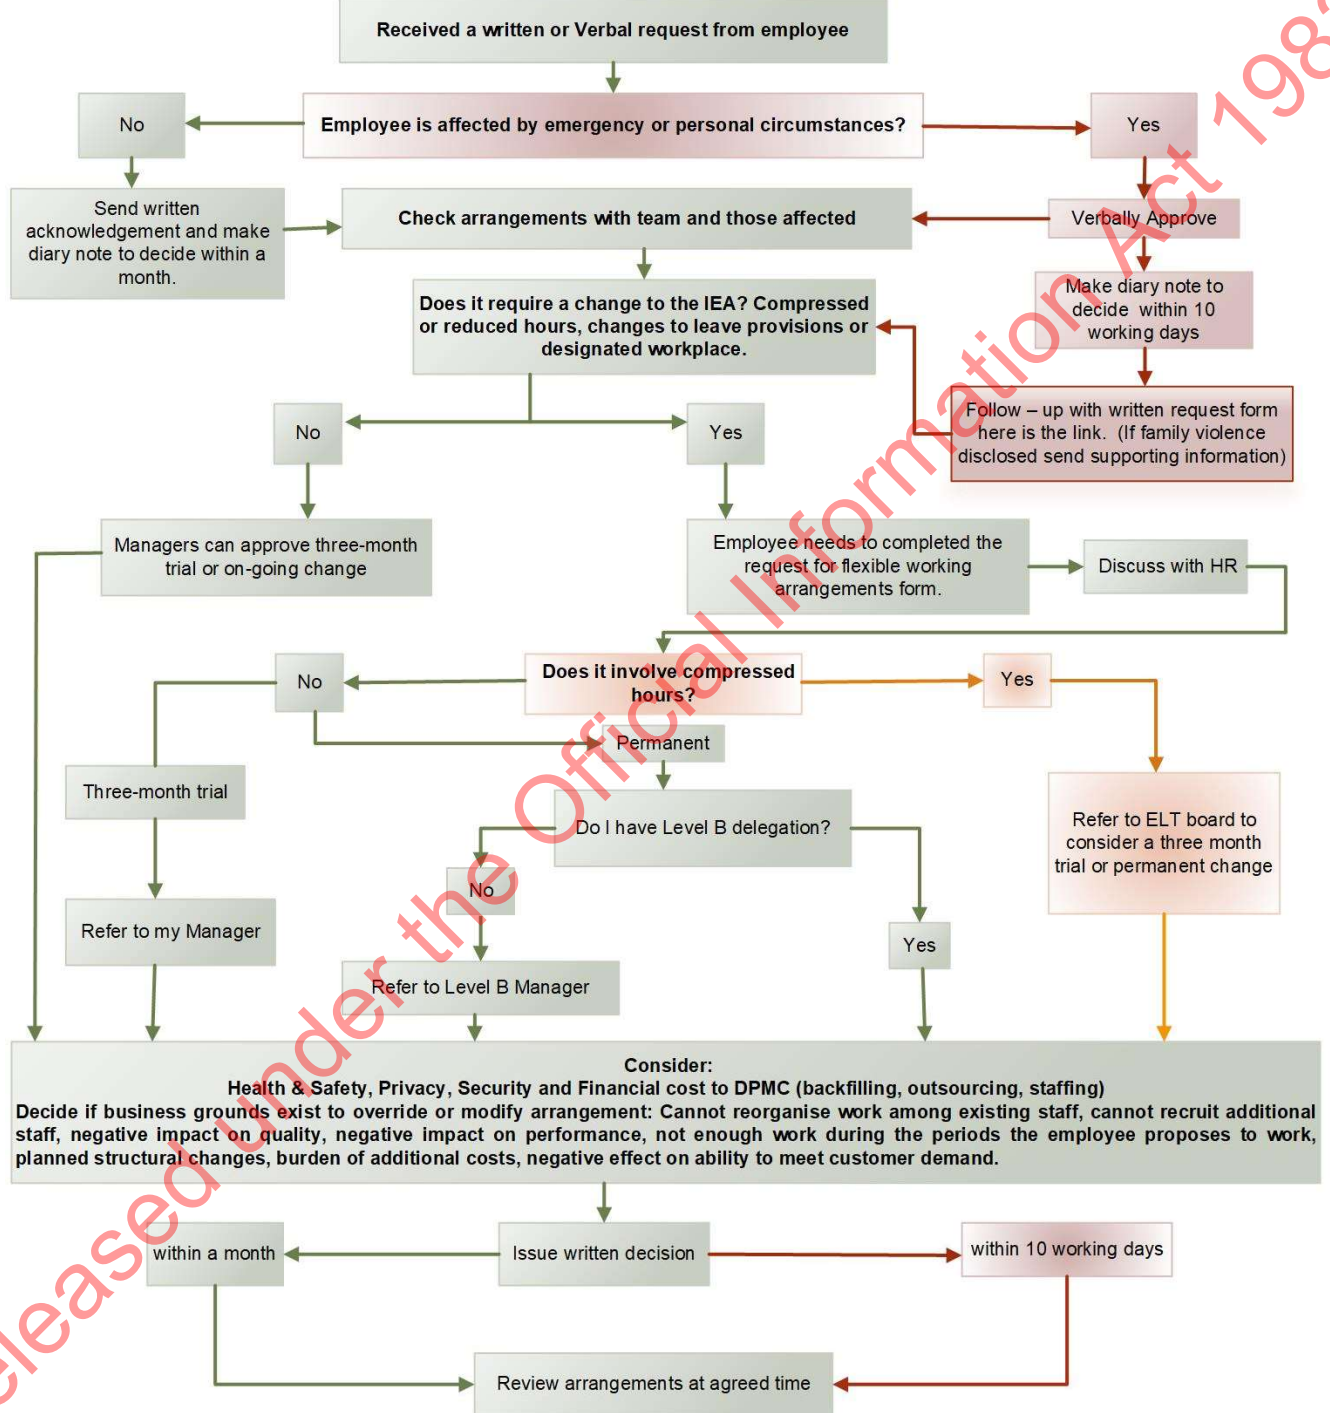 Received a written or Verbal request from employee
No
Employee is affected by emergency or personal circumstances?
Yes
Send written
acknowledgement and make
diary note to decide within a
month.
Check arrangements with team and those affected
Verbally Approve
Make diary note to
decide within 10
working days
Does it require a change to the IEA? Compressed
or reduced hours, changes to leave provisions or
designated workplace.
Follow – up with written request form
here is the link. (If family violence
disclosed send supporting information)
No
Yes
Managers can approve three-month
trial or on-going change
Employee needs to completed the
request for flexible working
arrangements form.
Discuss with HR
No
Does it involve compressed
hours?
Yes
Permanent
Three-month trial
Do I have Level B delegation?
Refer to ELT board to
consider a three month
trial or permanent change
No
Refer to my Manager
Yes
Refer to Level B Manager
Consider:
Health & Safety, Privacy, Security and Financial cost to DPMC (backfilling, outsourcing, staffing)
Decide if business grounds exist to override or modify arrangement: Cannot reorganise work among existing staff, cannot recruit additional
staff, negative impact on quality, negative impact on performance, not enough work during the periods the employee proposes to work,
planned structural changes, burden of additional costs, negative effect on ability to meet customer demand.
within a month
Issue written decision
within 10 working days
Review arrangements at agreed time
under the Official Information Act